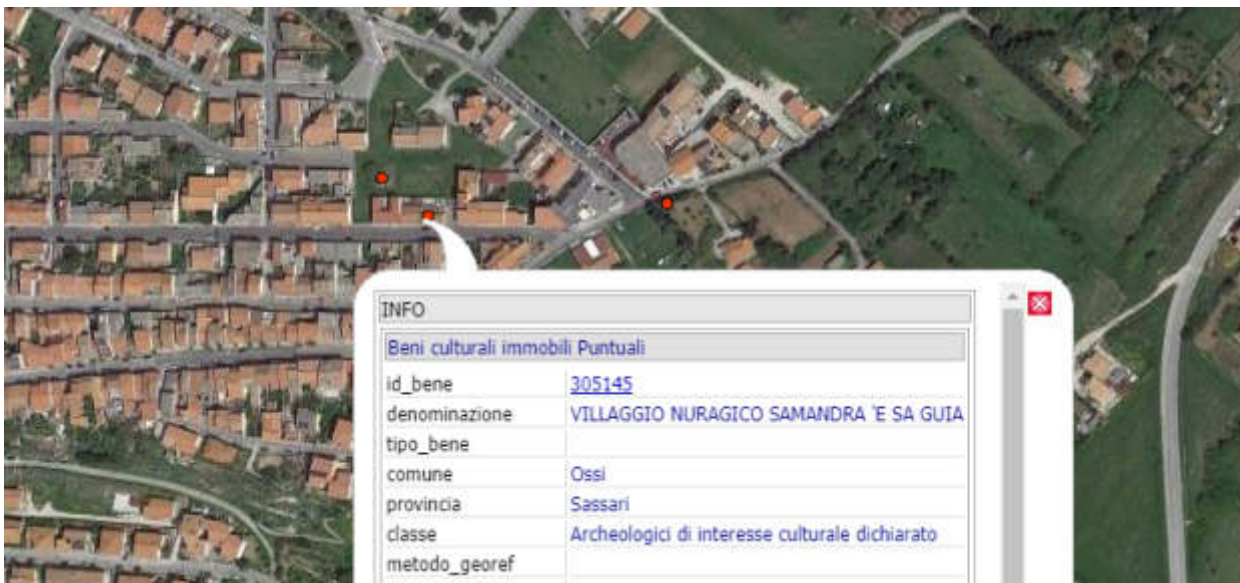 INFO
Beni culturali immobili Puntuali
id_bene 305145
denominazione VILLAGGIO NURAGICO SAMANDRA 'E SA GUIA
tipo_bene
comune Ossi
provincia Sassari
classe Archeologici di interesse culturale dichiarato
metodo_georef